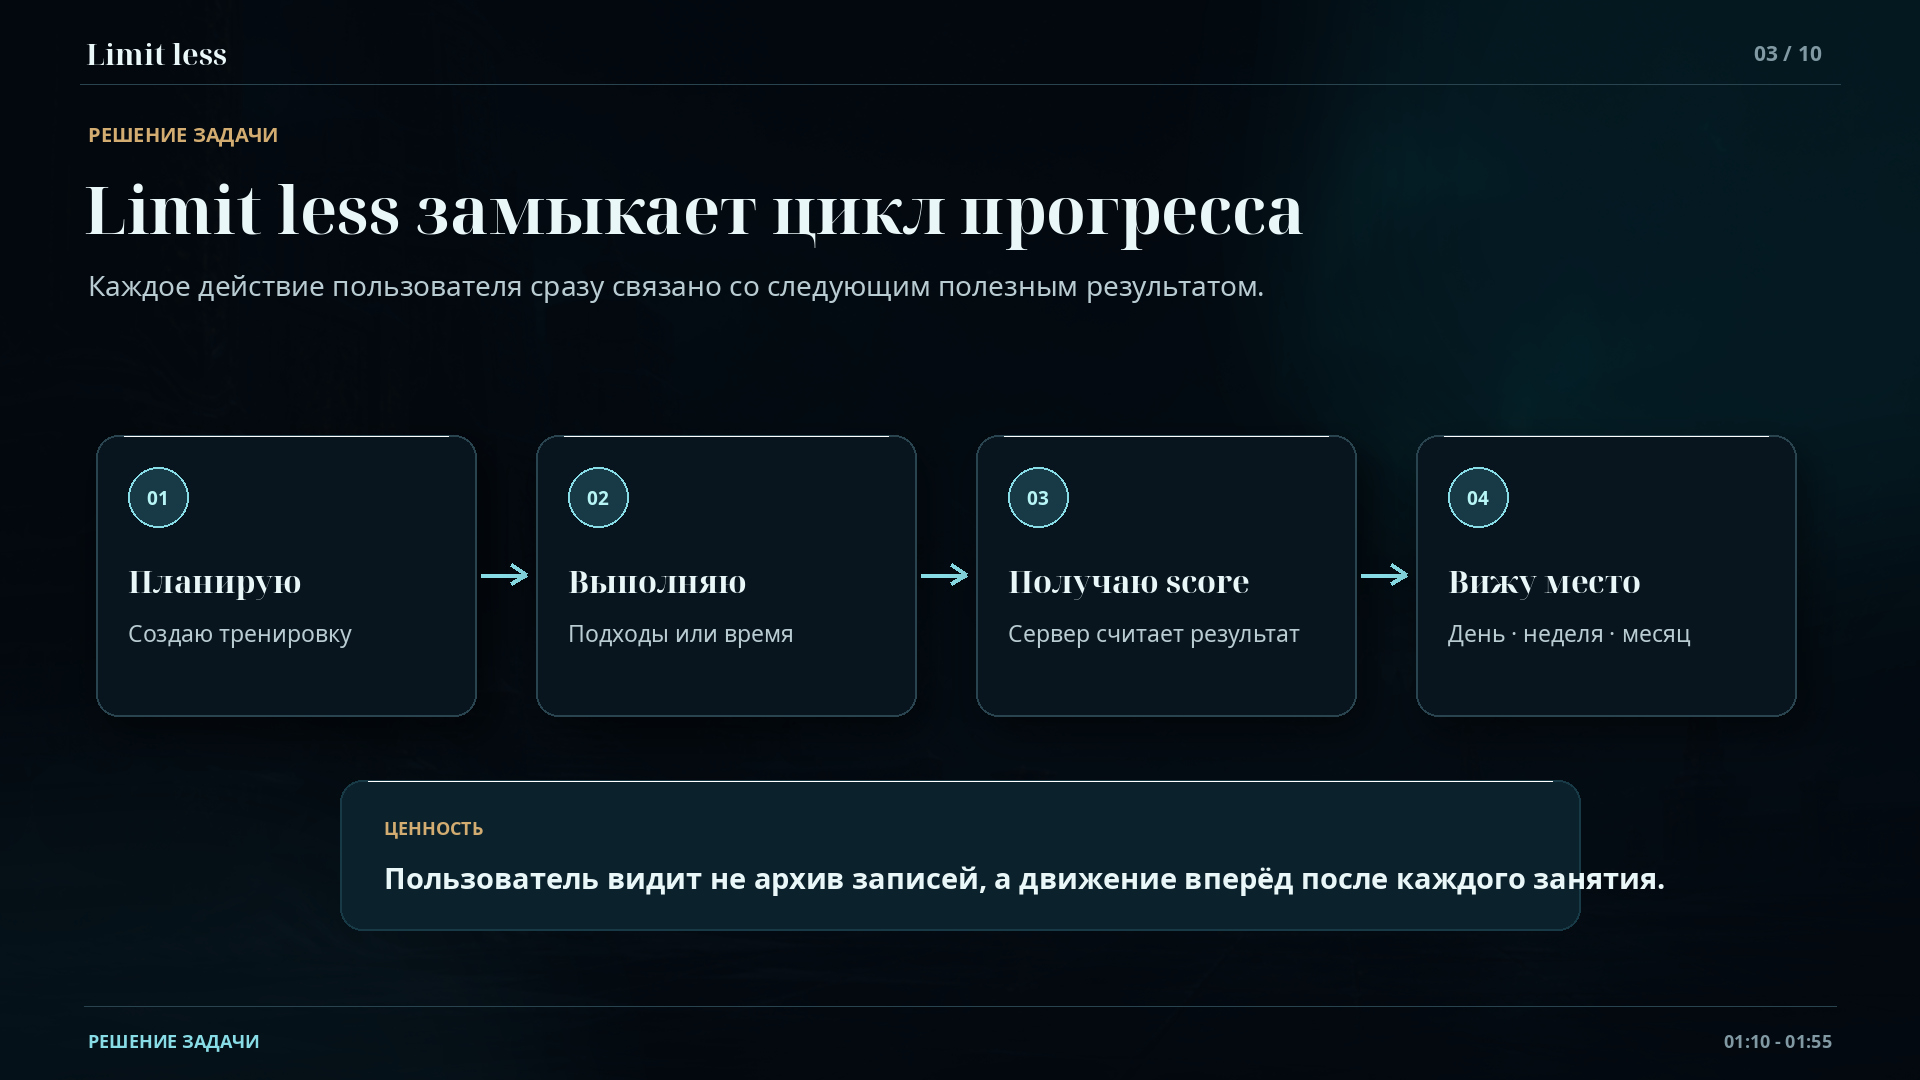 Limit less
03 / 10
РЕШЕНИЕ ЗАДАЧИ
Limit less замыкает цикл прогресса
Каждое действие пользователя сразу связано со следующим полезным результатом.
01
Планирую
Создаю тренировку
02
Выполняю
Подходы или время
03
Получаю score
Сервер считает результат
04
Вижу место
День · неделя · месяц
ЦЕННОСТЬ
Пользователь видит не архив записей, а движение вперёд после каждого занятия.
РЕШЕНИЕ ЗАДАЧИ
01:10 - 01:55